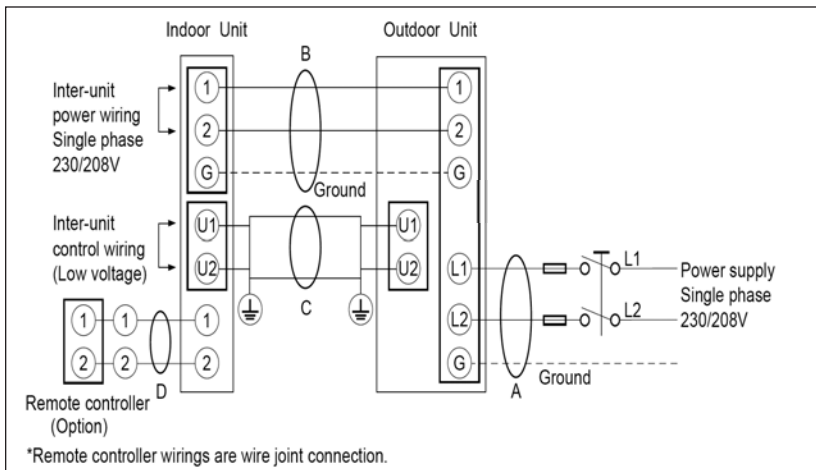 Indoor Unit
Outdoor Unit
B
Inter-unit
power wiring
Single phase
230/208V
1
2
G
1
2
G
Ground
Inter-unit
control wiring
(Low voltage)
U1
U2
U1
U2
C
L1
L2
G
L1
L2
Power supply
Single phase
230/208V
Ground
A
1
1
1
2
2
2
D
Remote controller
(Option)
*Remote controller wirings are wire joint connection.